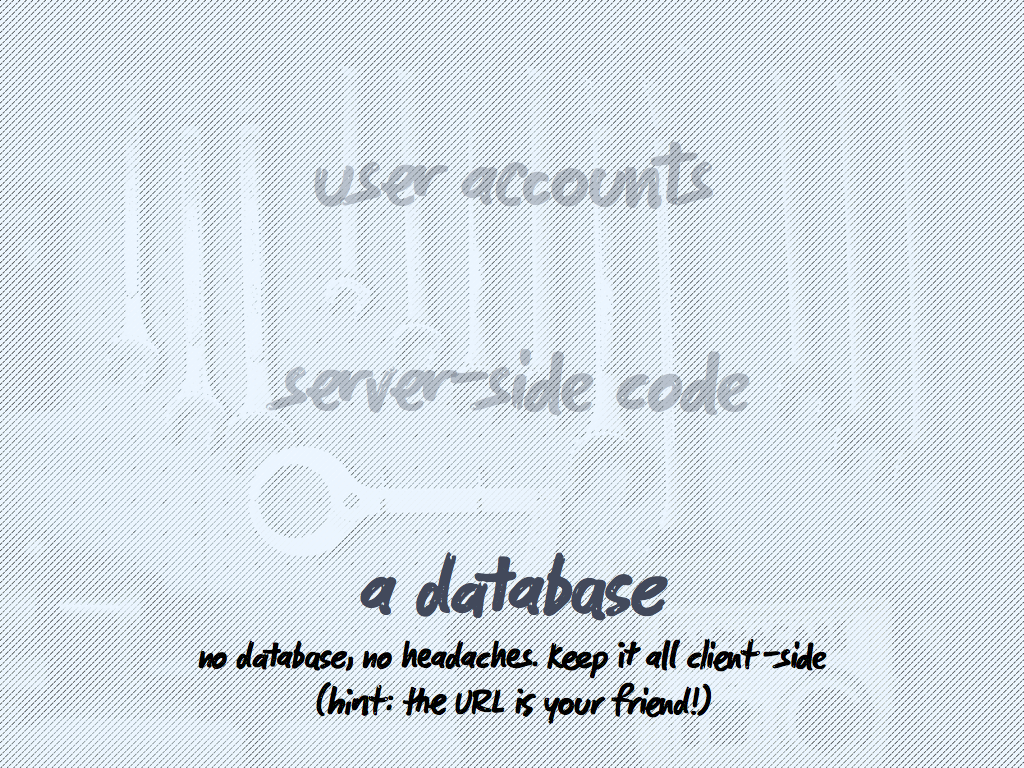 user accounts
server-side code
a database
no database, no headaches. Keep it all client-side
(hint: the URL is your friend!)